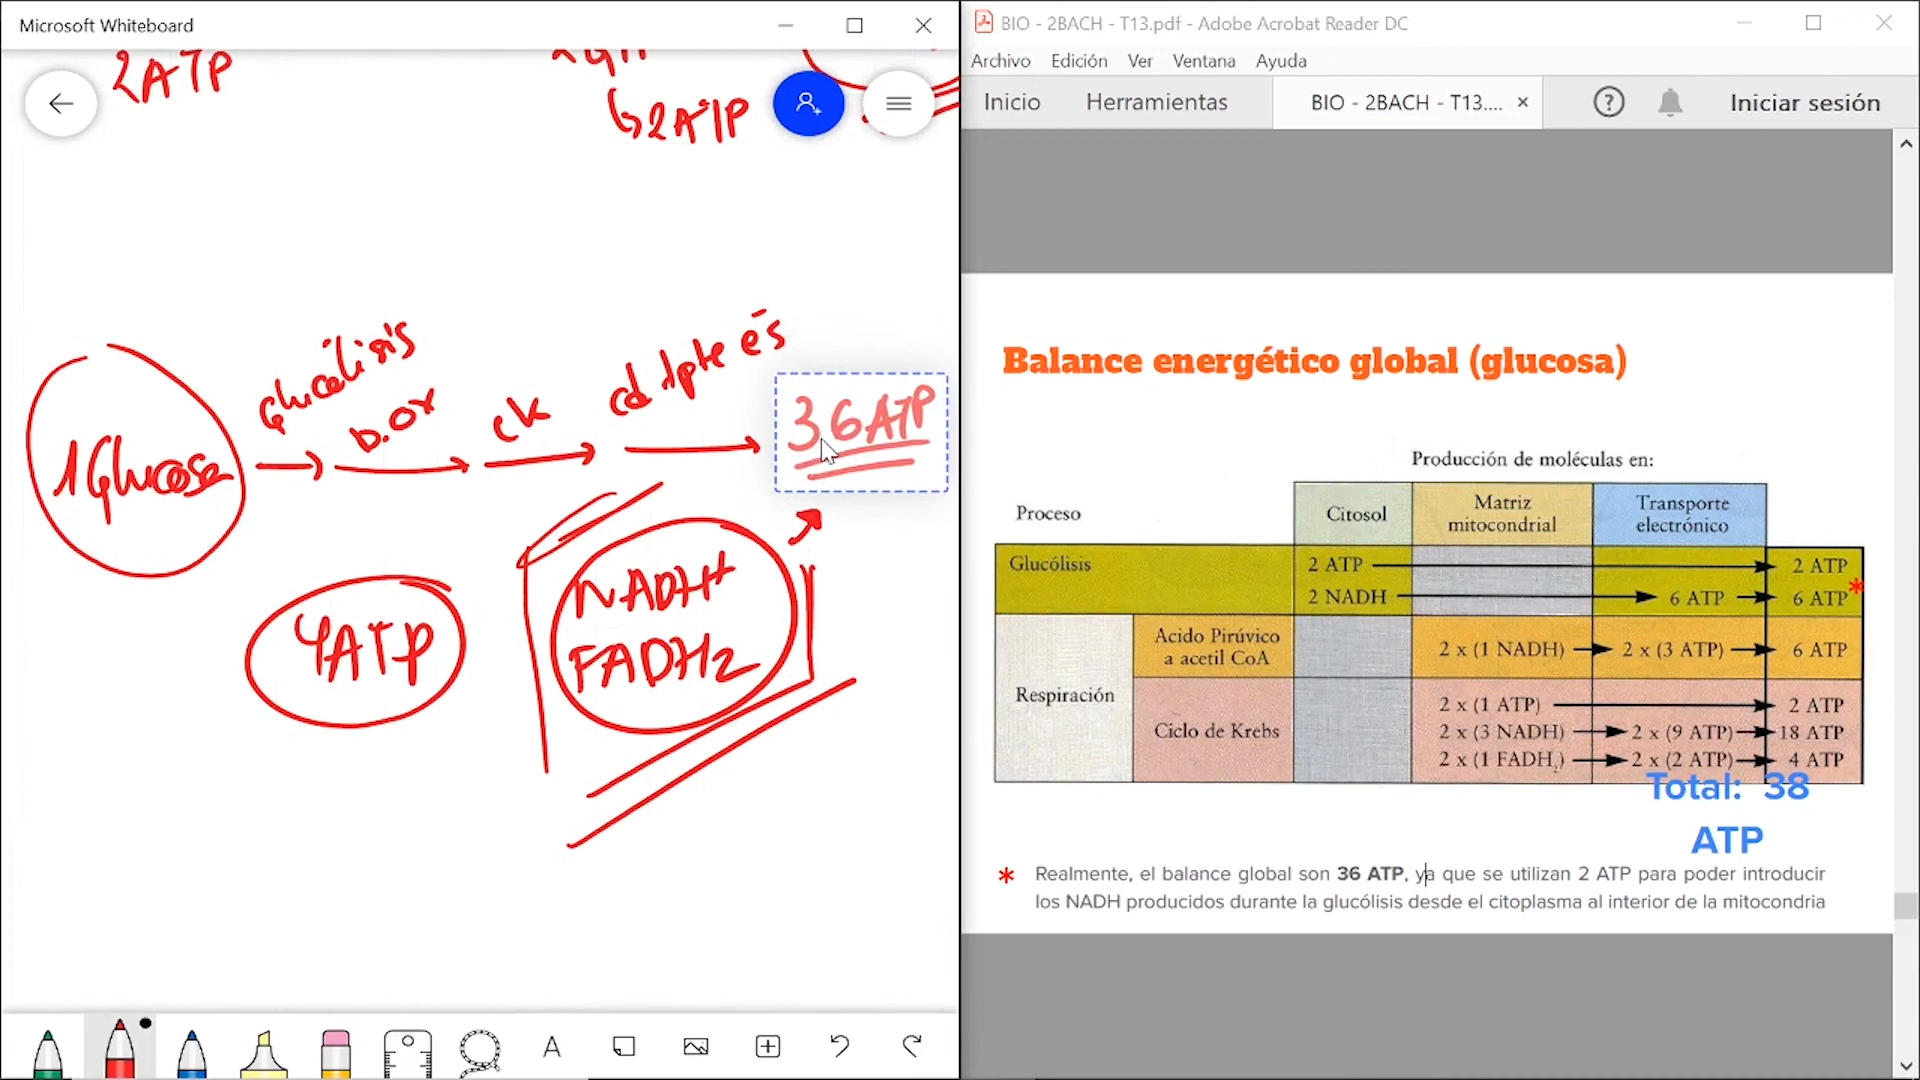 Microsoft Whiteboard
2ATP
2ATP
1Glucosa
glucólisis
b.ox
ck
36ATP
4ATP
NADH
FADH2
BIO - 2BACH - T13.pdf - Adobe Acrobat Reader DC
Archivo Edición Ver Ventana Ayuda
Inicio Herramientas BIO - 2BACH - T13.... Iniciar sesión
Balance energético global (glucosa)
Producción de moléculas en:
Proceso Citosol Matriz mitocondrial Transporte electrónico
Glucólisis 2 ATP 2 ATP
2 NADH 6 ATP 6 ATP*
Respiración
Acido Pirúvico a acetil CoA 2 x (1 NADH) 2 x (3 ATP) 6 ATP
Ciclo de Krebs
2 x (1 ATP) 2 ATP
2 x (3 NADH) 2 x (9 ATP) 18 ATP
2 x (1 FADH2) 2 x (2 ATP) 4 ATP
Total: 38
ATP
* Realmente, el balance global son 36 ATP, ya que se utilizan 2 ATP para poder introducir
los NADH producidos durante la glucólisis desde el citoplasma al interior de la mitocondria